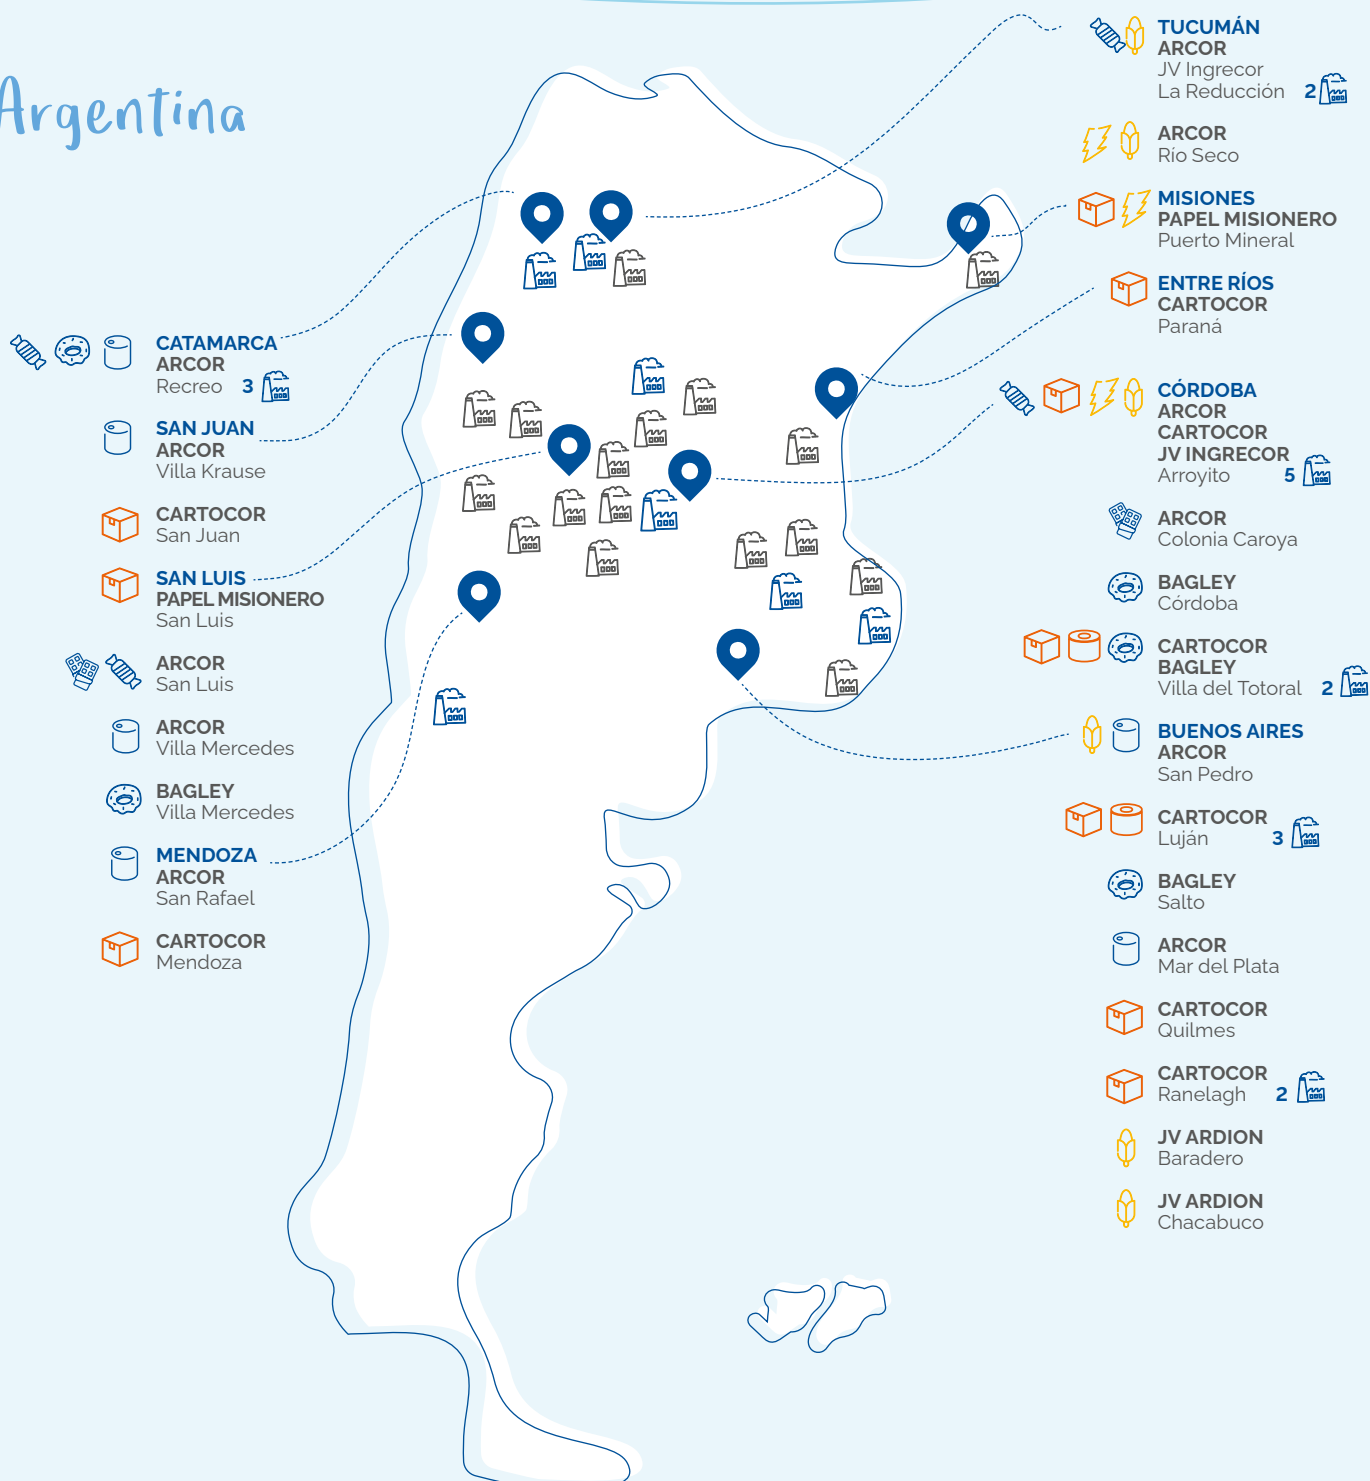 Argentina
CATAMARCA
ARCOR
Recreo 3
SAN JUAN
ARCOR
Villa Krause
CARTOCOR
San Juan
SAN LUIS
PAPEL MISIONERO
San Luis
ARCOR
San Luis
ARCOR
Villa Mercedes
BAGLEY
Villa Mercedes
MENDOZA
ARCOR
San Rafael
CARTOCOR
Mendoza
TUCUMÁN
ARCOR
JV Ingrecor
La Reducción 2
ARCOR
Río Seco
MISIONES
PAPEL MISIONERO
Puerto Mineral
ENTRE RÍOS
CARTOCOR
Paraná
CÓRDOBA
ARCOR
CARTOCOR
JV INGRECOR
Arroyito 5
ARCOR
Colonia Caroya
BAGLEY
Córdoba
CARTOCOR
BAGLEY
Villa del Totoral 2
BUENOS AIRES
ARCOR
San Pedro
CARTOCOR
Luján 3
BAGLEY
Salto
ARCOR
Mar del Plata
CARTOCOR
Quilmes
CARTOCOR
Ranelagh 2
JV ARDION
Baradero
JV ARDION
Chacabuco